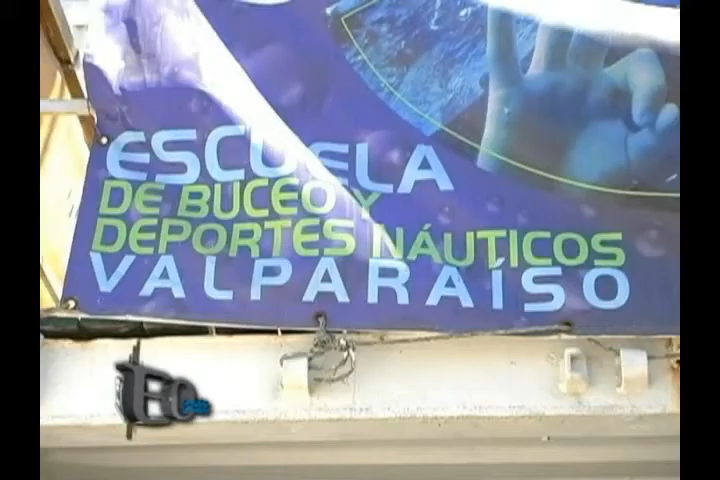 ESCUELA
DE BUCEO Y
DEPORTES NÁUTICOS
VALPARAÍSO